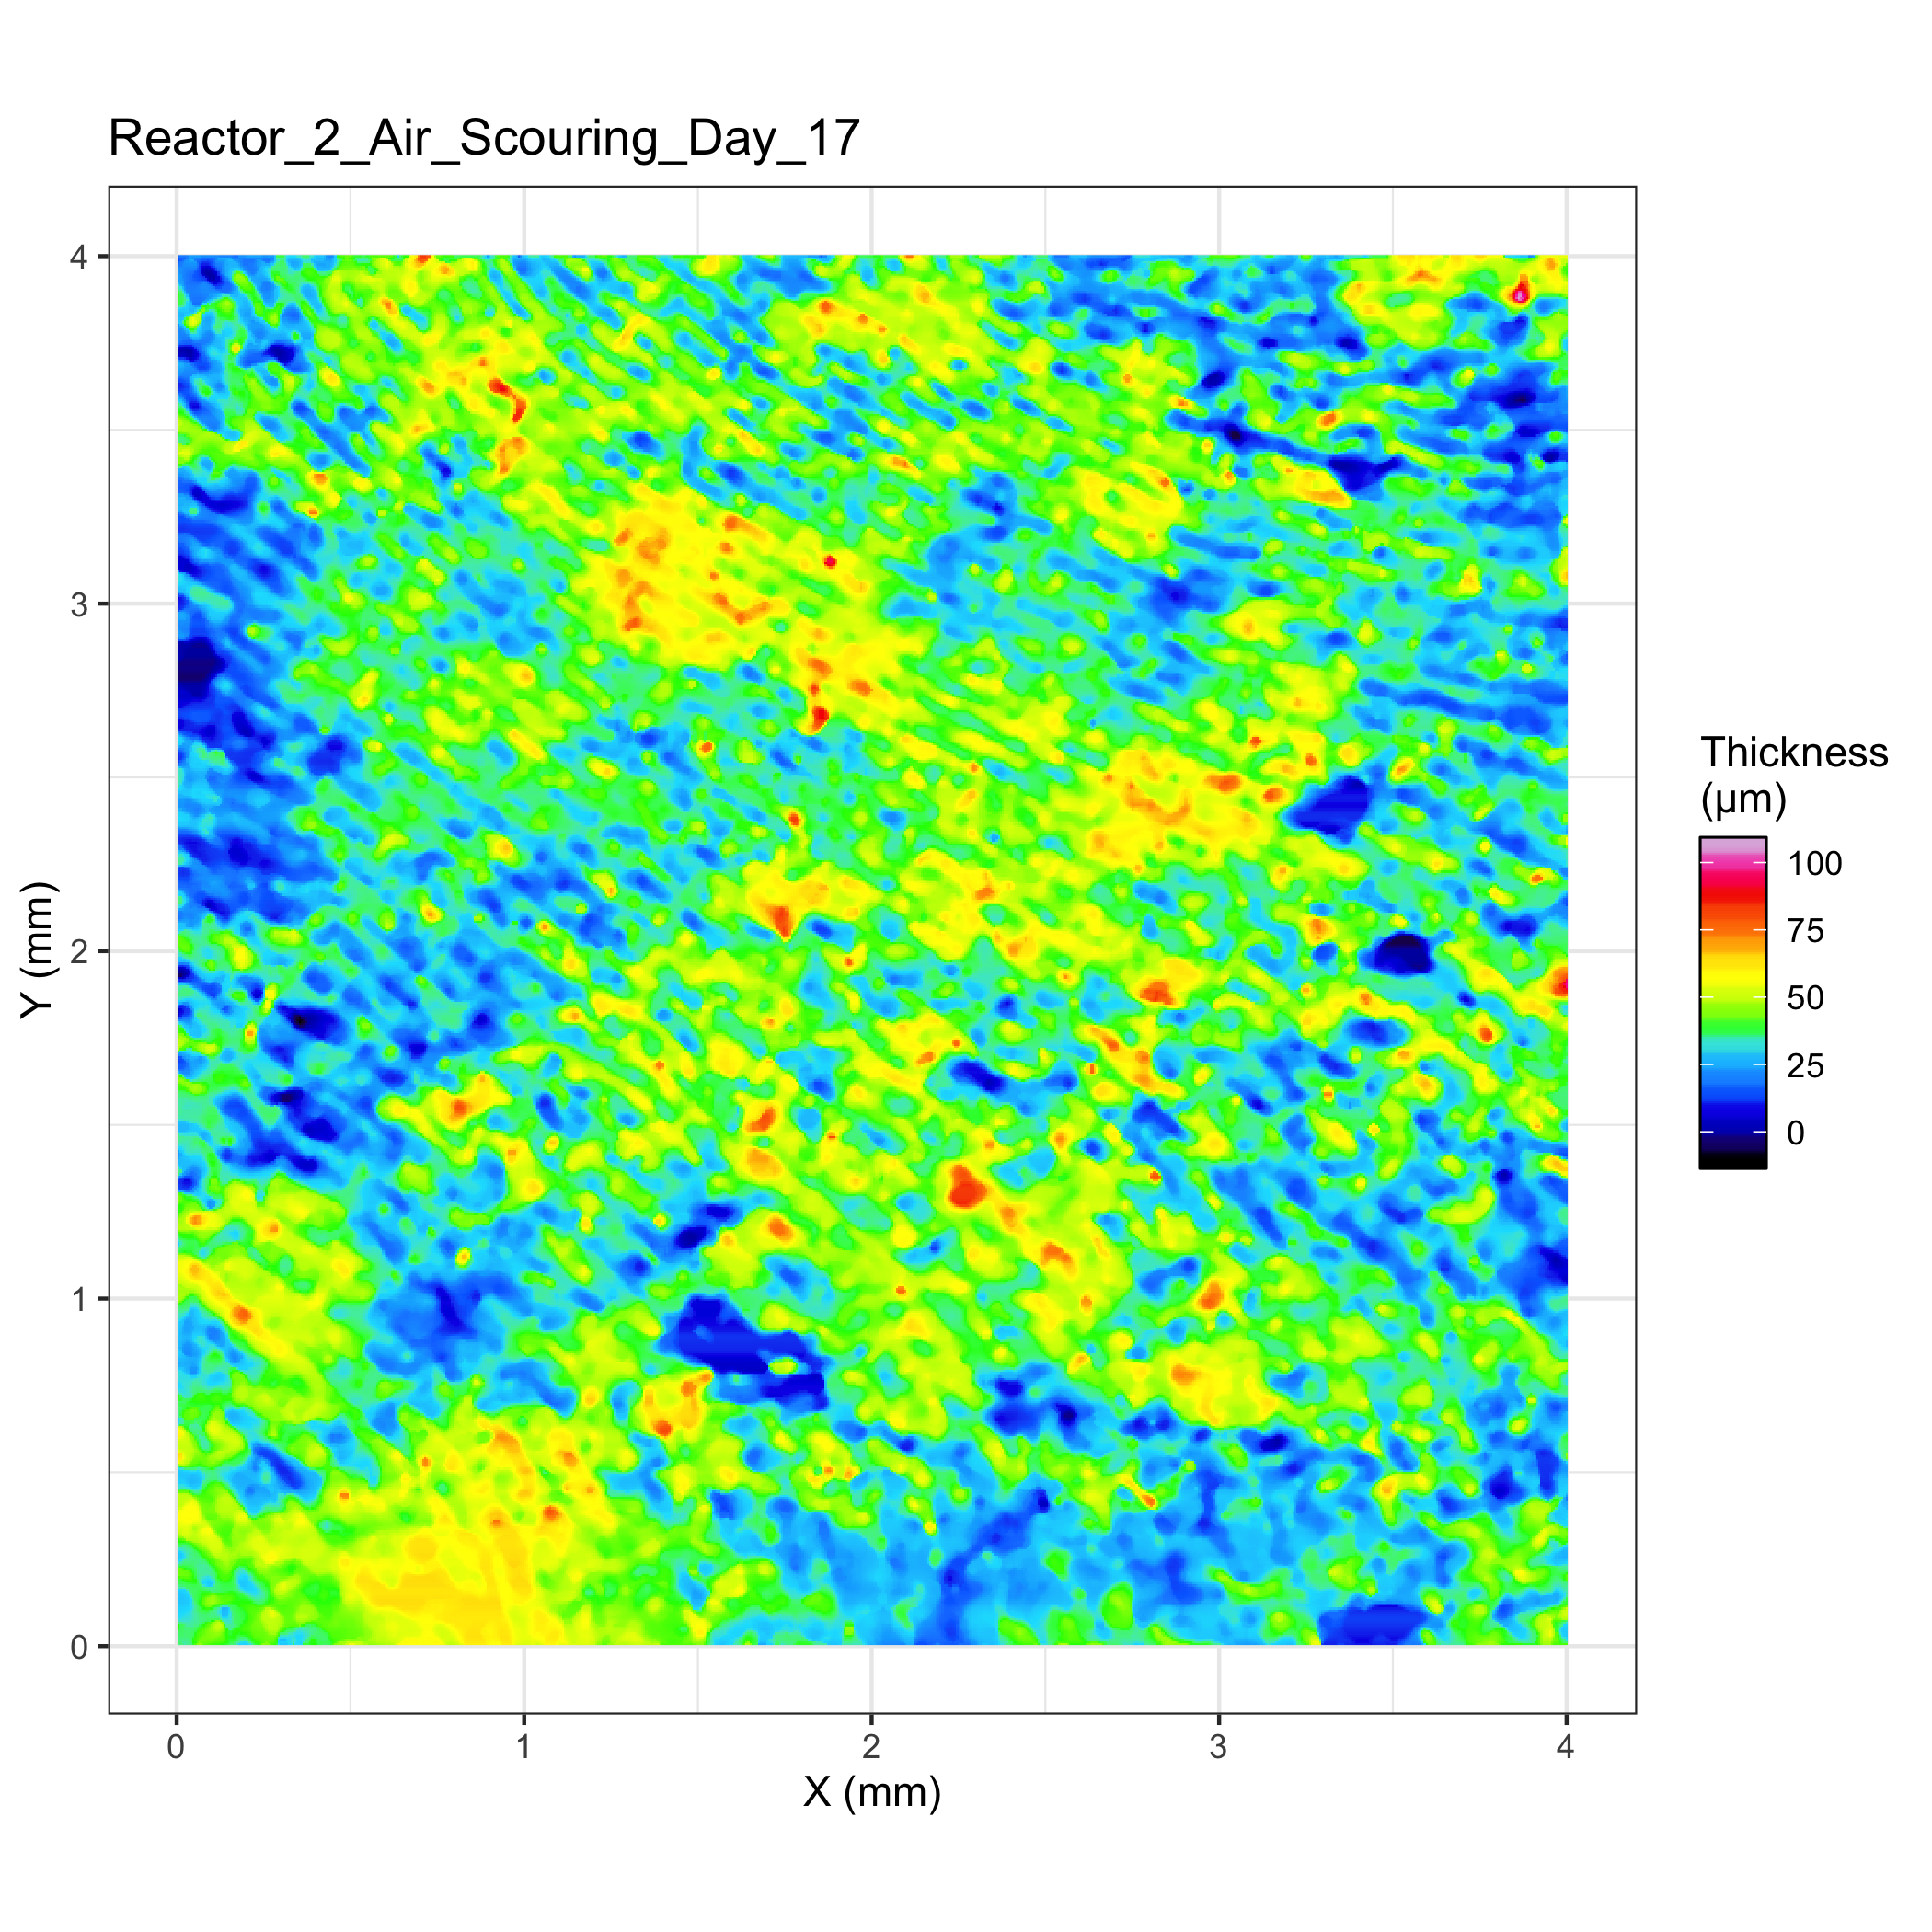 Reactor_2_Air_Scouring_Day_17
4
3
2
1
0
Y (mm)
0 1 2 3 4
X (mm)
Thickness
(μm)
100
75
50
25
0